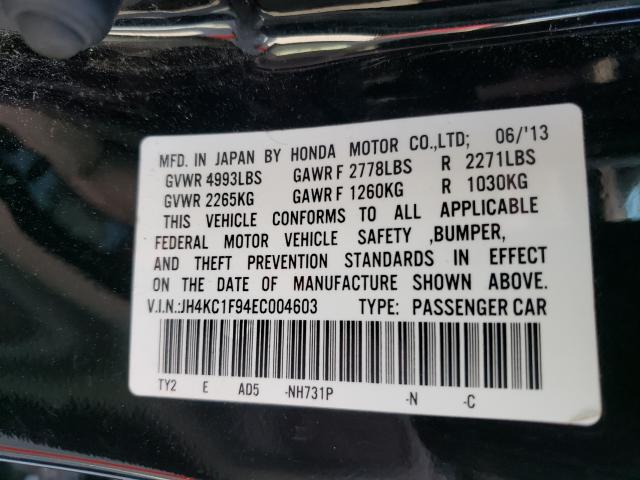 MFD. IN JAPAN BY HONDA MOTOR CO.,LTD; 06/'13
GVWR 4993LBS GAWR F 2778LBS R 2271LBS
GVWR 2265KG GAWR F 1260KG R 1030KG
THIS VEHICLE CONFORMS TO ALL APPLICABLE
FEDERAL MOTOR VEHICLE SAFETY ,BUMPER,
AND THEFT PREVENTION STANDARDS IN EFFECT
ON THE DATE OF MANUFACTURE SHOWN ABOVE.
V.I.N.:JH4KC1F94EC004603 TYPE: PASSENGER CAR
TY2 E AD5 -NH731P -N -C